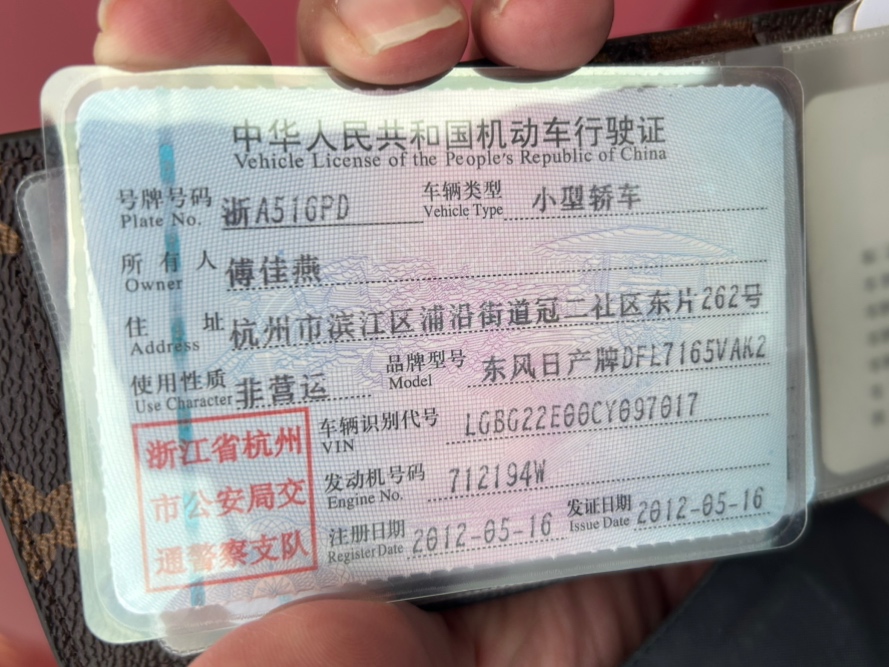 中华人民共和国机动车行驶证
Vehicle License of the People's Republic of China
号牌号码 浙A516PD 车辆类型 小型轿车
Plate No. Vehicle Type
所有人 傅佳燕
Owner
住址 杭州市滨江区浦沿街道冠二社区东片262号
Address
使用性质 非营运 品牌型号 东风日产牌DFL7165VAK2
Use Character Model
车辆识别代号 LGBG22E00CY097017
VIN
发动机号码 712194W
Engine No.
注册日期 2012-05-16 发证日期 2012-05-16
Register Date Issue Date
浙江省杭州
市公安局交
通警察支队